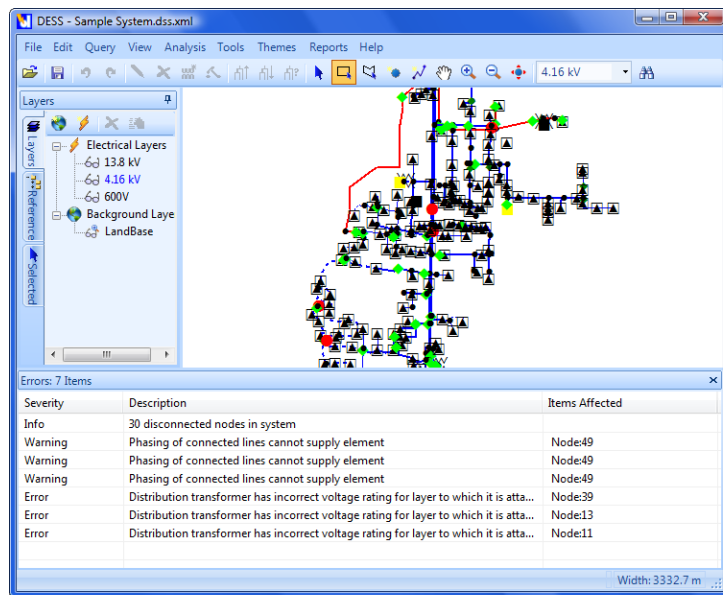 DESS - Sample System.dss.xml
File Edit Query View Analysis Tools Themes Reports Help
4.16 kV
Layers
Layers
Reference
Selected
Electrical Layers
13.8 kV
4.16 kV
600V
Background Laye
LandBase
Errors: 7 Items
Severity Description Items Affected
Info 30 disconnected nodes in system
Warning Phasing of connected lines cannot supply element Node:49
Warning Phasing of connected lines cannot supply element Node:49
Warning Phasing of connected lines cannot supply element Node:49
Error Distribution transformer has incorrect voltage rating for layer to which it is atta... Node:39
Error Distribution transformer has incorrect voltage rating for layer to which it is atta... Node:13
Error Distribution transformer has incorrect voltage rating for layer to which it is atta... Node:11
Width: 3332.7 m